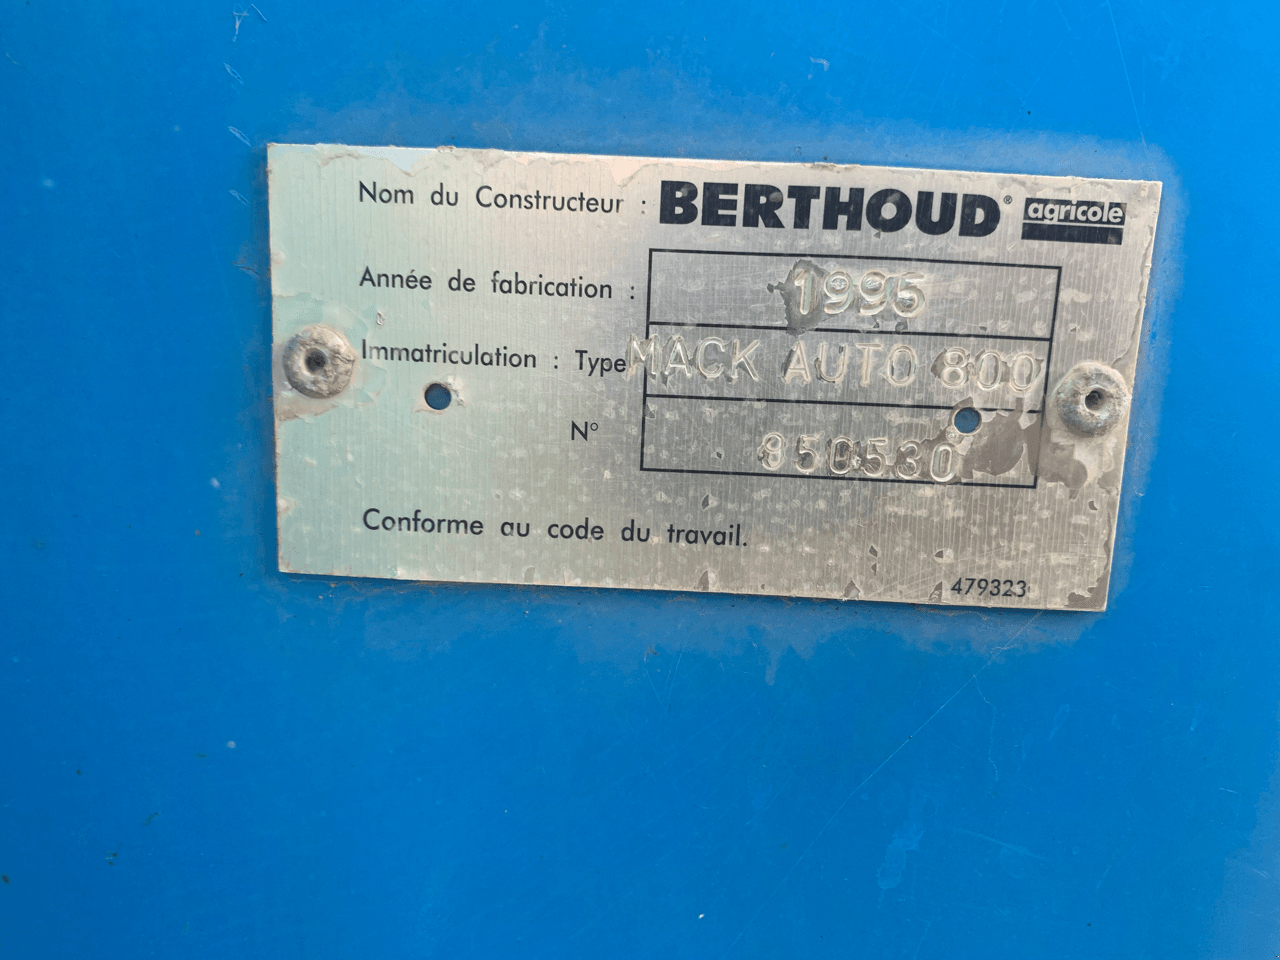 Nom du Constructeur : BERTHOUD® agricole
Année de fabrication : 1995
Immatriculation : Type MACK AUTO 800
N° 850530
Conforme au code du travail.
479323